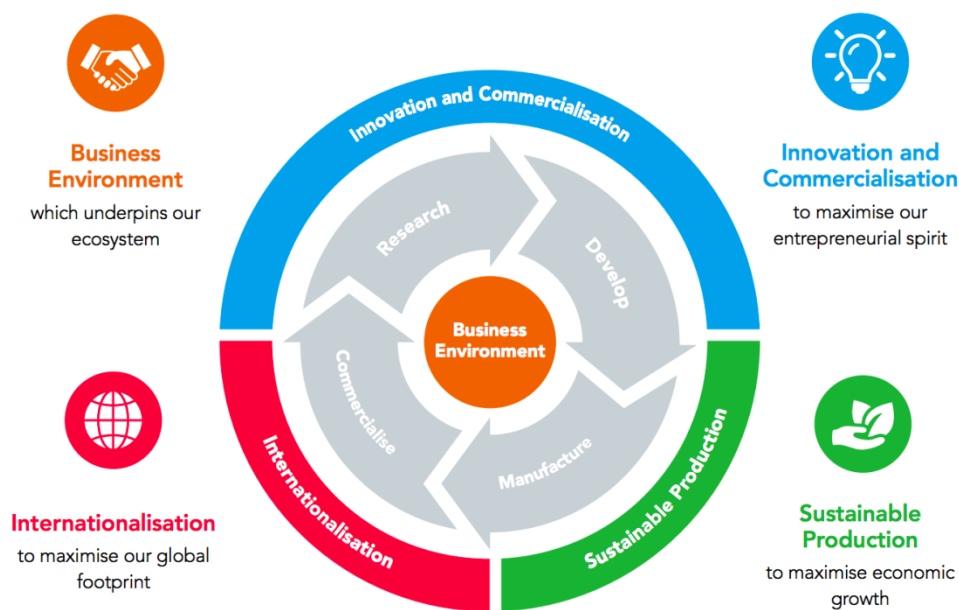 Business
Environment
which underpins our
ecosystem
Innovation and
Commercialisation
to maximise our
entrepreneurial spirit
Innovation and Commercialisation
Research
Develop
Business
Environment
Commercialise
Manufacture
Internationalisation
Sustainable Production
Internationalisation
to maximise our global
footprint
Sustainable
Production
to maximise economic
growth